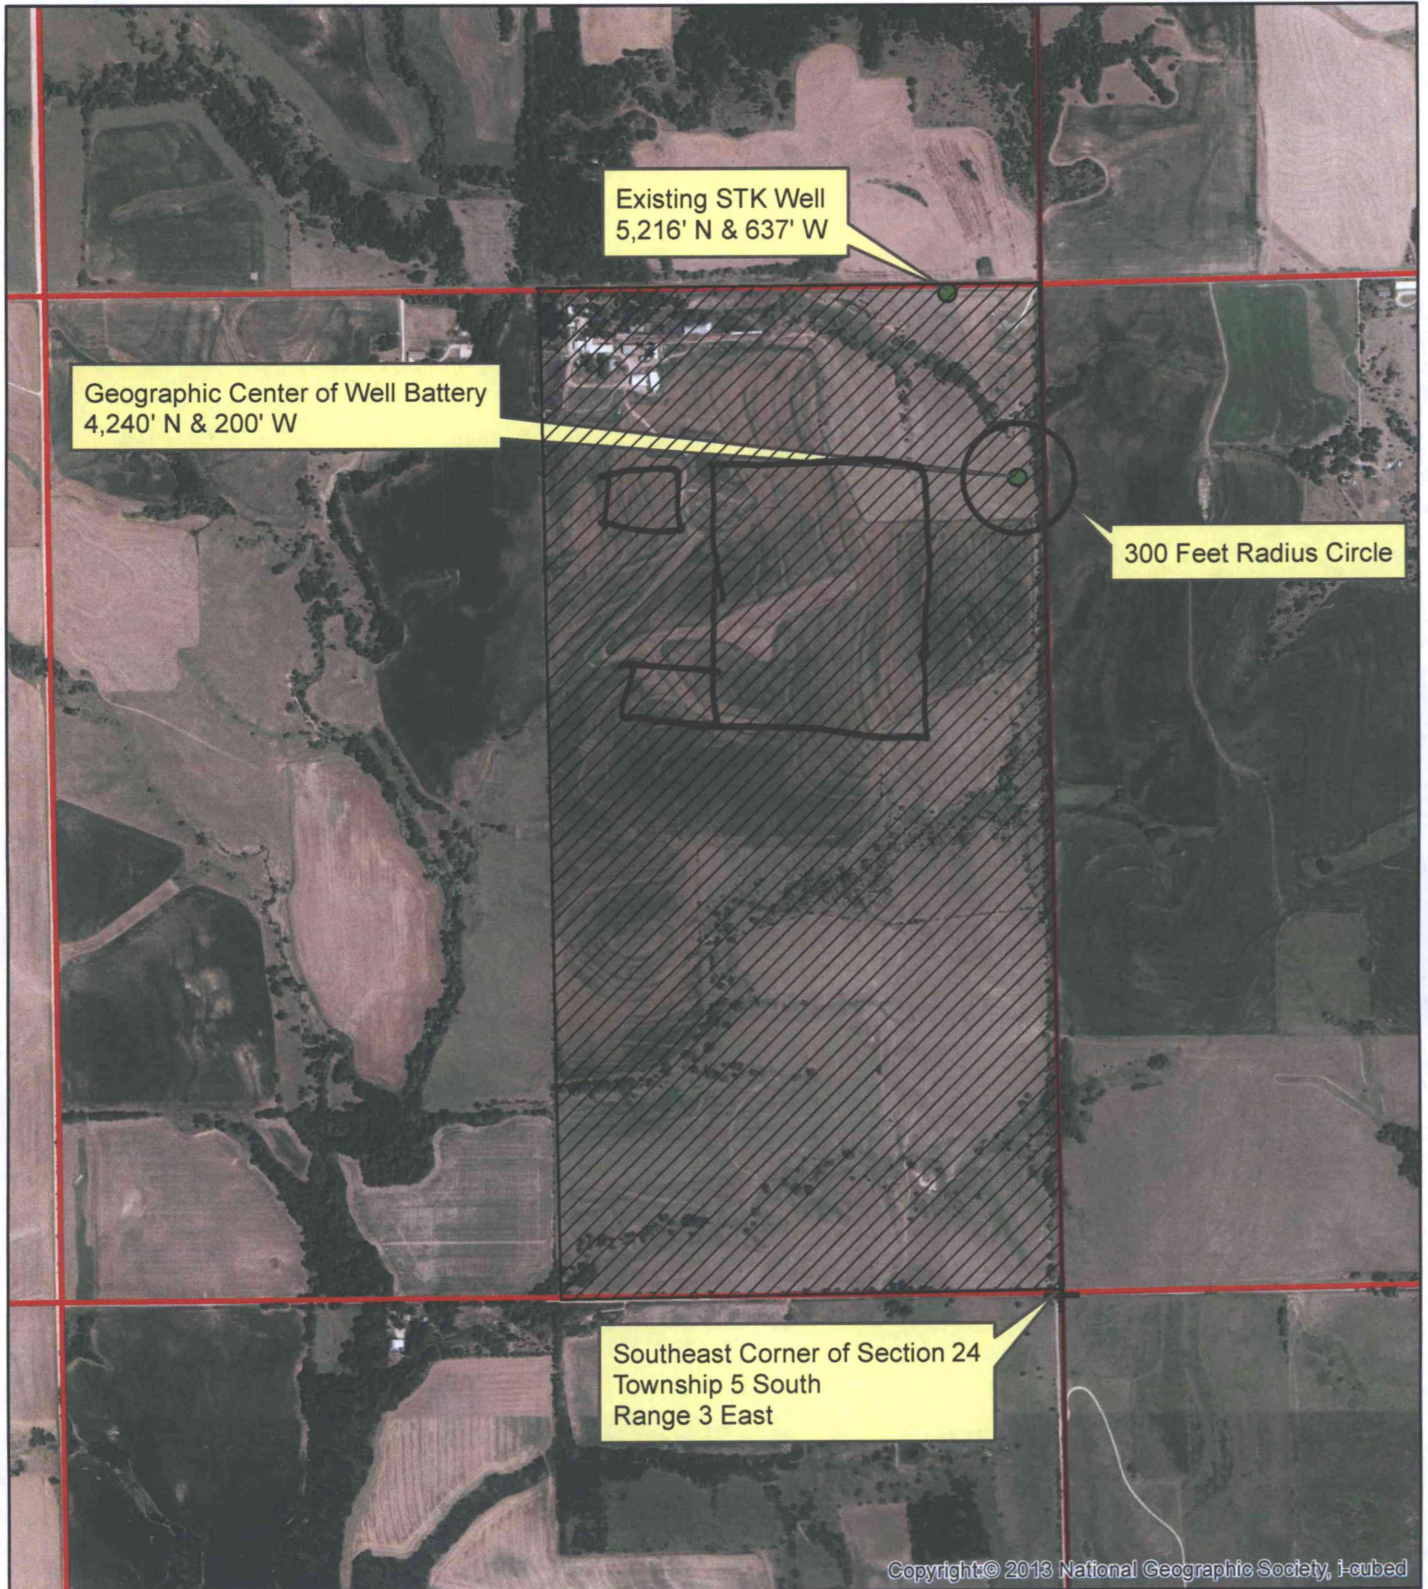 Existing STK Well
5,216' N & 637' W
Geographic Center of Well Battery
4,240' N & 200' W
300 Feet Radius Circle
Southeast Corner of Section 24
Township 5 South
Range 3 East
Copyright:© 2013 National Geographic Society, i-cubed